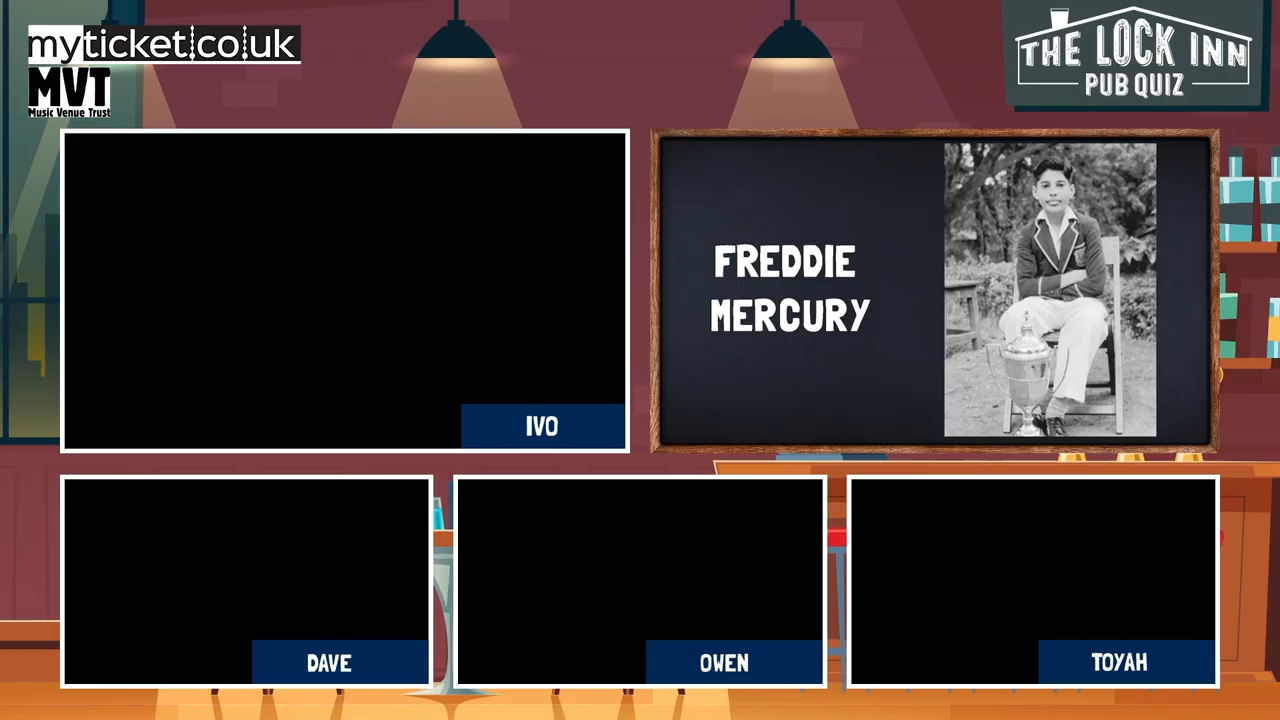 myticket.co.uk
MVT
Music Venue Trust
THE LOCK INN
PUB QUIZ
FREDDIE
MERCURY
IVO
DAVE
OWEN
TOYAH